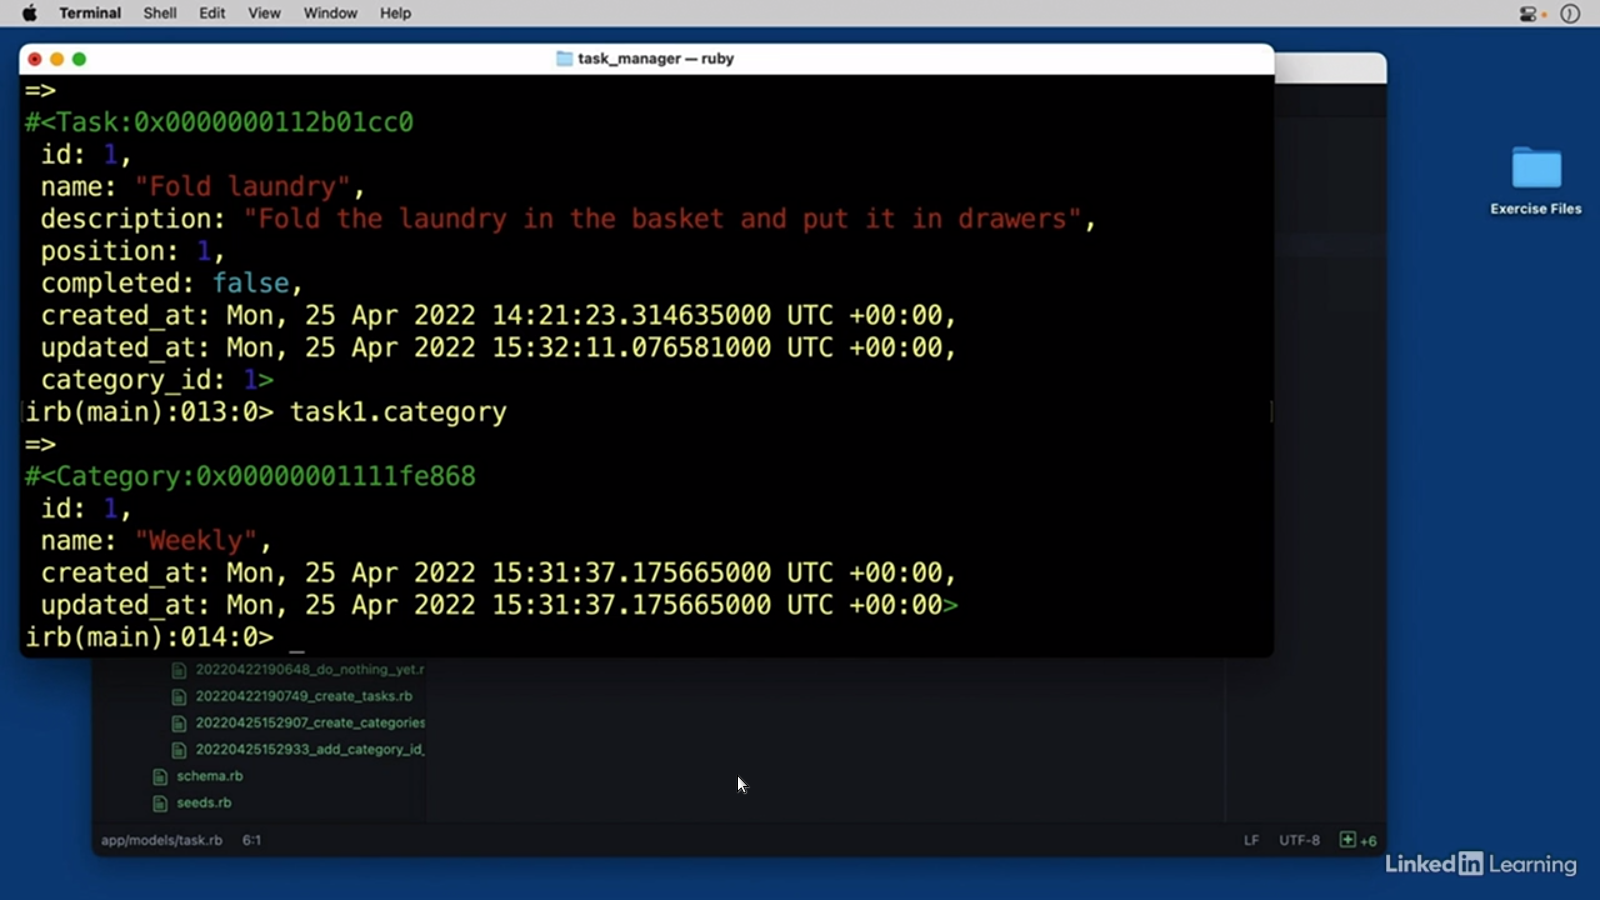 Terminal Shell Edit View Window Help
task_manager — ruby
=>
#<Task:0x0000000112b01cc0
id: 1,
name: "Fold laundry",
description: "Fold the laundry in the basket and put it in drawers",
position: 1,
completed: false,
created_at: Mon, 25 Apr 2022 14:21:23.314635000 UTC +00:00,
updated_at: Mon, 25 Apr 2022 15:32:11.076581000 UTC +00:00,
category_id: 1>
irb(main):013:0> task1.category
=>
#<Category:0x00000001111fe868
id: 1,
name: "Weekly",
created_at: Mon, 25 Apr 2022 15:31:37.175665000 UTC +00:00,
updated_at: Mon, 25 Apr 2022 15:31:37.175665000 UTC +00:00>
irb(main):014:0> _
Exercise Files
20220422190648_do_nothing_yet.r
20220422190749_create_tasks.rb
20220425152907_create_categories
20220425152933_add_category_id_
schema.rb
seeds.rb
app/models/task.rb 6:1 LF UTF-8 +6
LinkedIn Learning